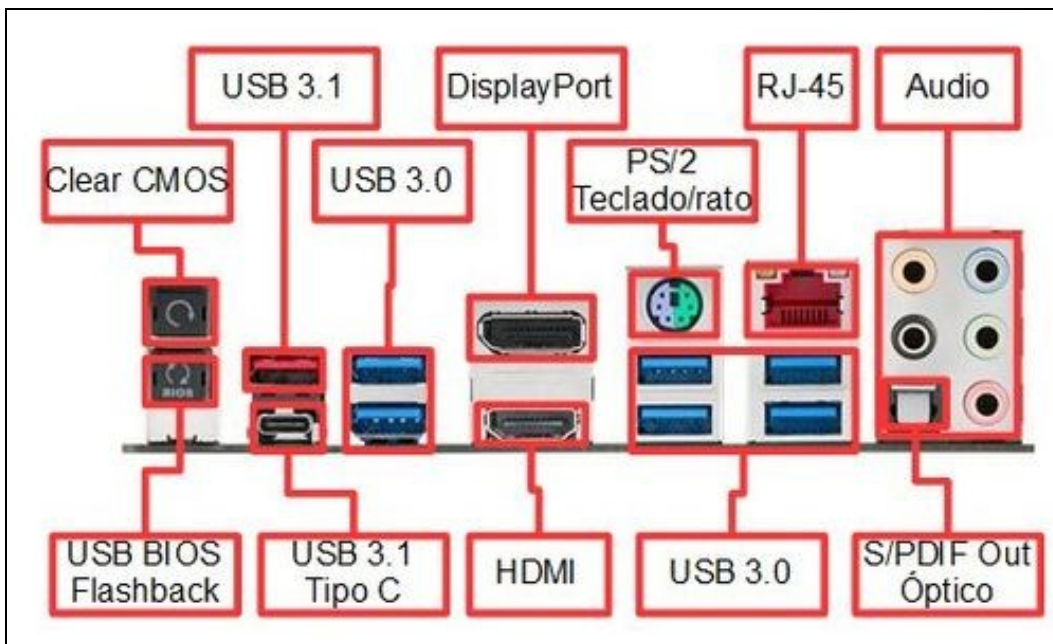 USB 3.1
DisplayPort
RJ-45
Audio
Clear CMOS
USB 3.0
PS/2
Teclado/rato
BIOS
USB BIOS
Flashback
USB 3.1
Tipo C
HDMI
USB 3.0
S/PDIF Out
Óptico